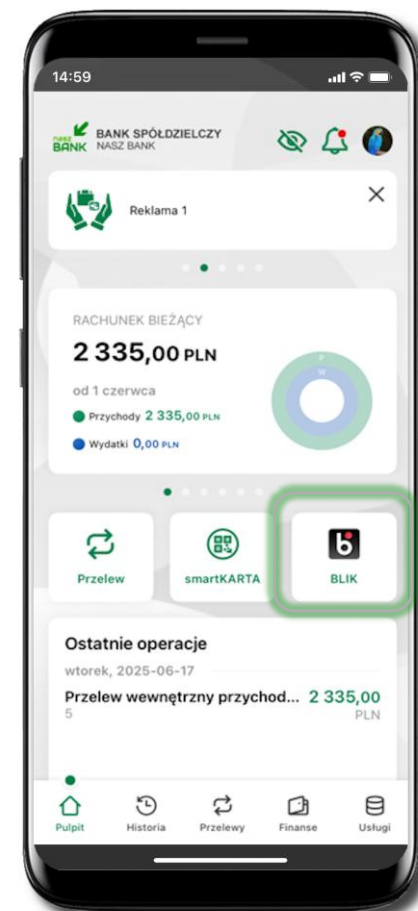 14:59
nasz BANK SPÓŁDZIELCZY
BANK NASZ BANK
Reklama 1
RACHUNEK BIEŻĄCY
2 335,00 PLN
od 1 czerwca
Przychody 2 335,00 PLN
Wydatki 0,00 PLN
P
W
Przelew smartKARTA BLIK
Ostatnie operacje
wtorek, 2025-06-17
Przelew wewnętrzny przychod... 2 335,00
5 PLN
Pulpit Historia Przelewy Finanse Usługi